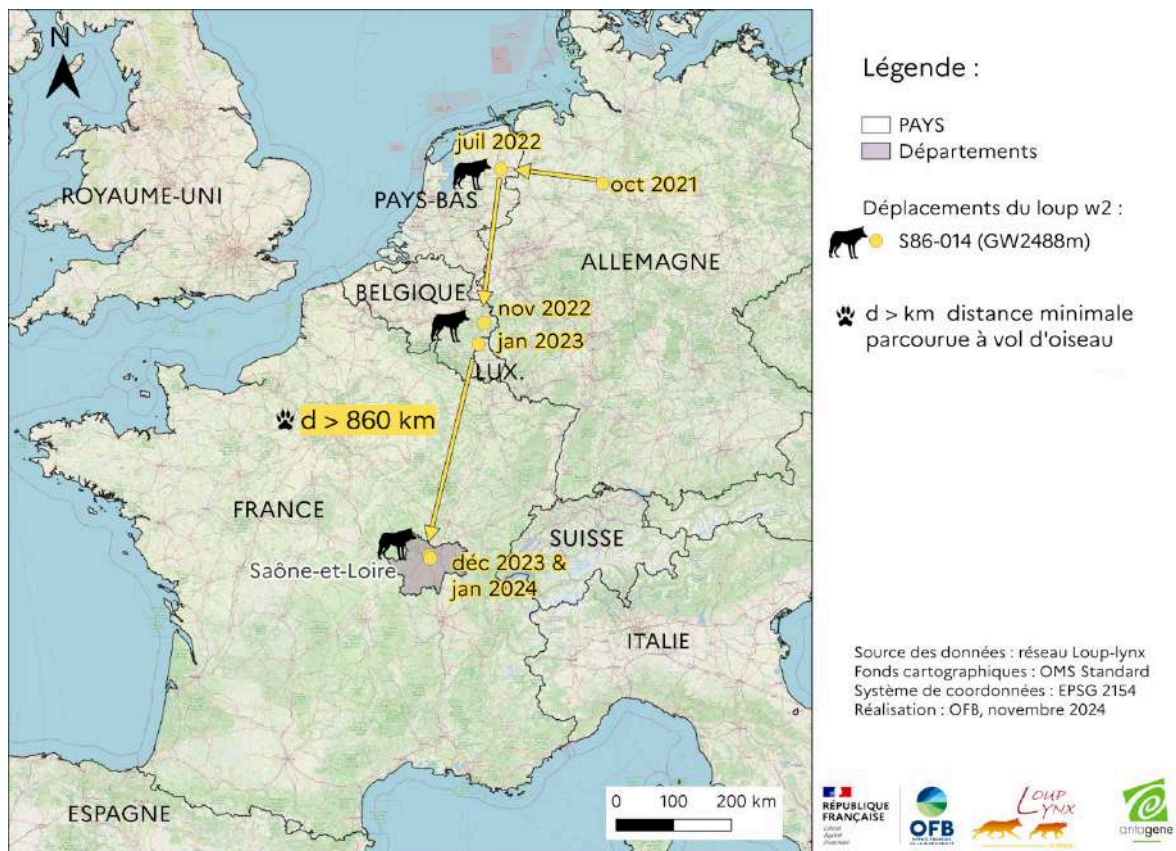 N
juil 2022
oct 2021
ROYAUME-UNI
PAYS-BAS
ALLEMAGNE
BELGIQUE
nov 2022
jan 2023
LUX.
d > 860 km
FRANCE
SUISSE
Saône-et-Loire
déc 2023 &
jan 2024
ITALIE
ESPAGNE
0 100 200 km
Légende :
PAYS
Départements
Déplacements du loup w2 :
S86-014 (GW2488m)
d > km distance minimale
parcourue à vol d'oiseau
Source des données : réseau Loup-lynx
Fonds cartographiques : OMS Standard
Système de coordonnées : EPSG 2154
Réalisation : OFB, novembre 2024
RÉPUBLIQUE
FRANÇAISE
OFB
LOUP
LYNX
antagene